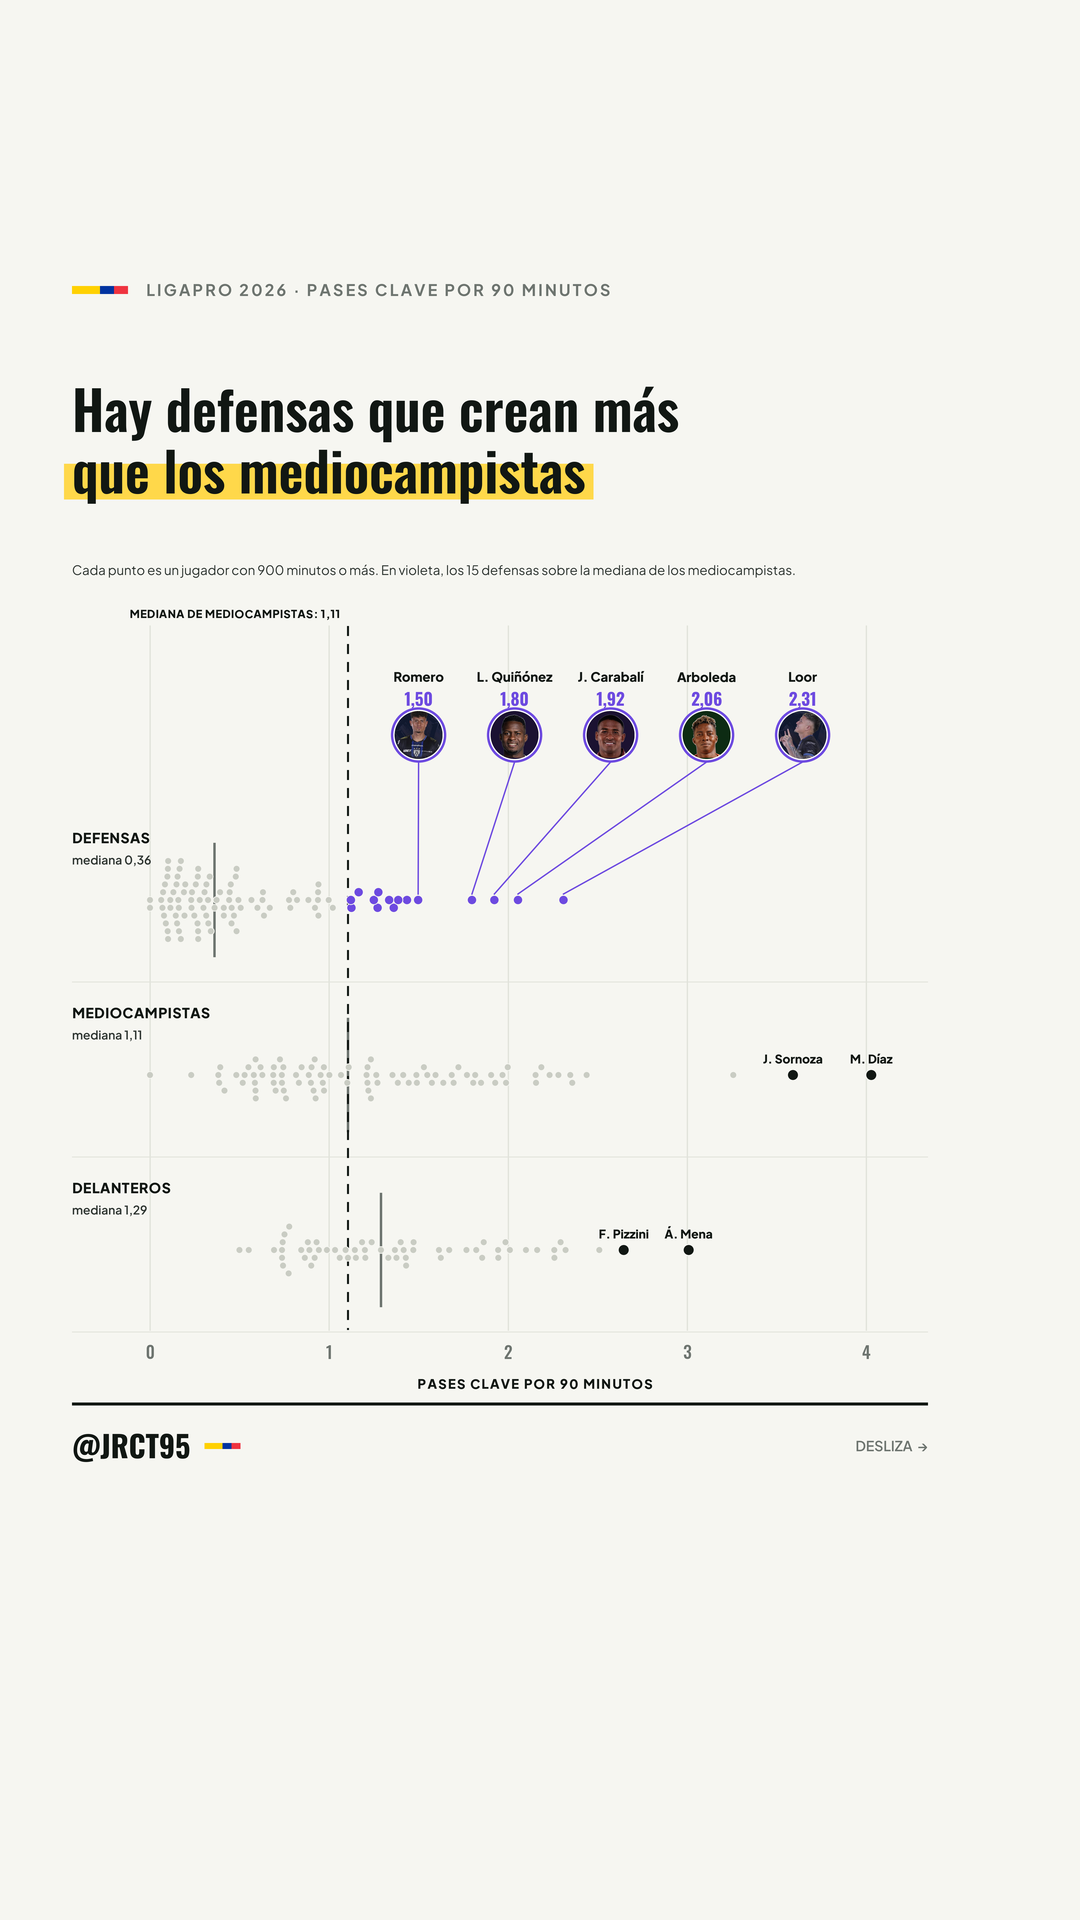 LIGAPRO 2026 · PASES CLAVE POR 90 MINUTOS
Hay defensas que crean más
que los mediocampistas
Cada punto es un jugador con 900 minutos o más. En violeta, los 15 defensas sobre la mediana de los mediocampistas.
MEDIANA DE MEDIOCAMPISTAS: 1,11
Romero L. Quiñónez J. Carabalí Arboleda Loor
1,50 1,80 1,92 2,06 2,31
DEFENSAS
mediana 0,36
MEDIOCAMPISTAS
mediana 1,11
J. Sornoza M. Díaz
DELANTEROS
mediana 1,29
F. Pizzini Á. Mena
0 1 2 3 4
PASES CLAVE POR 90 MINUTOS
@JRCT95
DESLIZA →